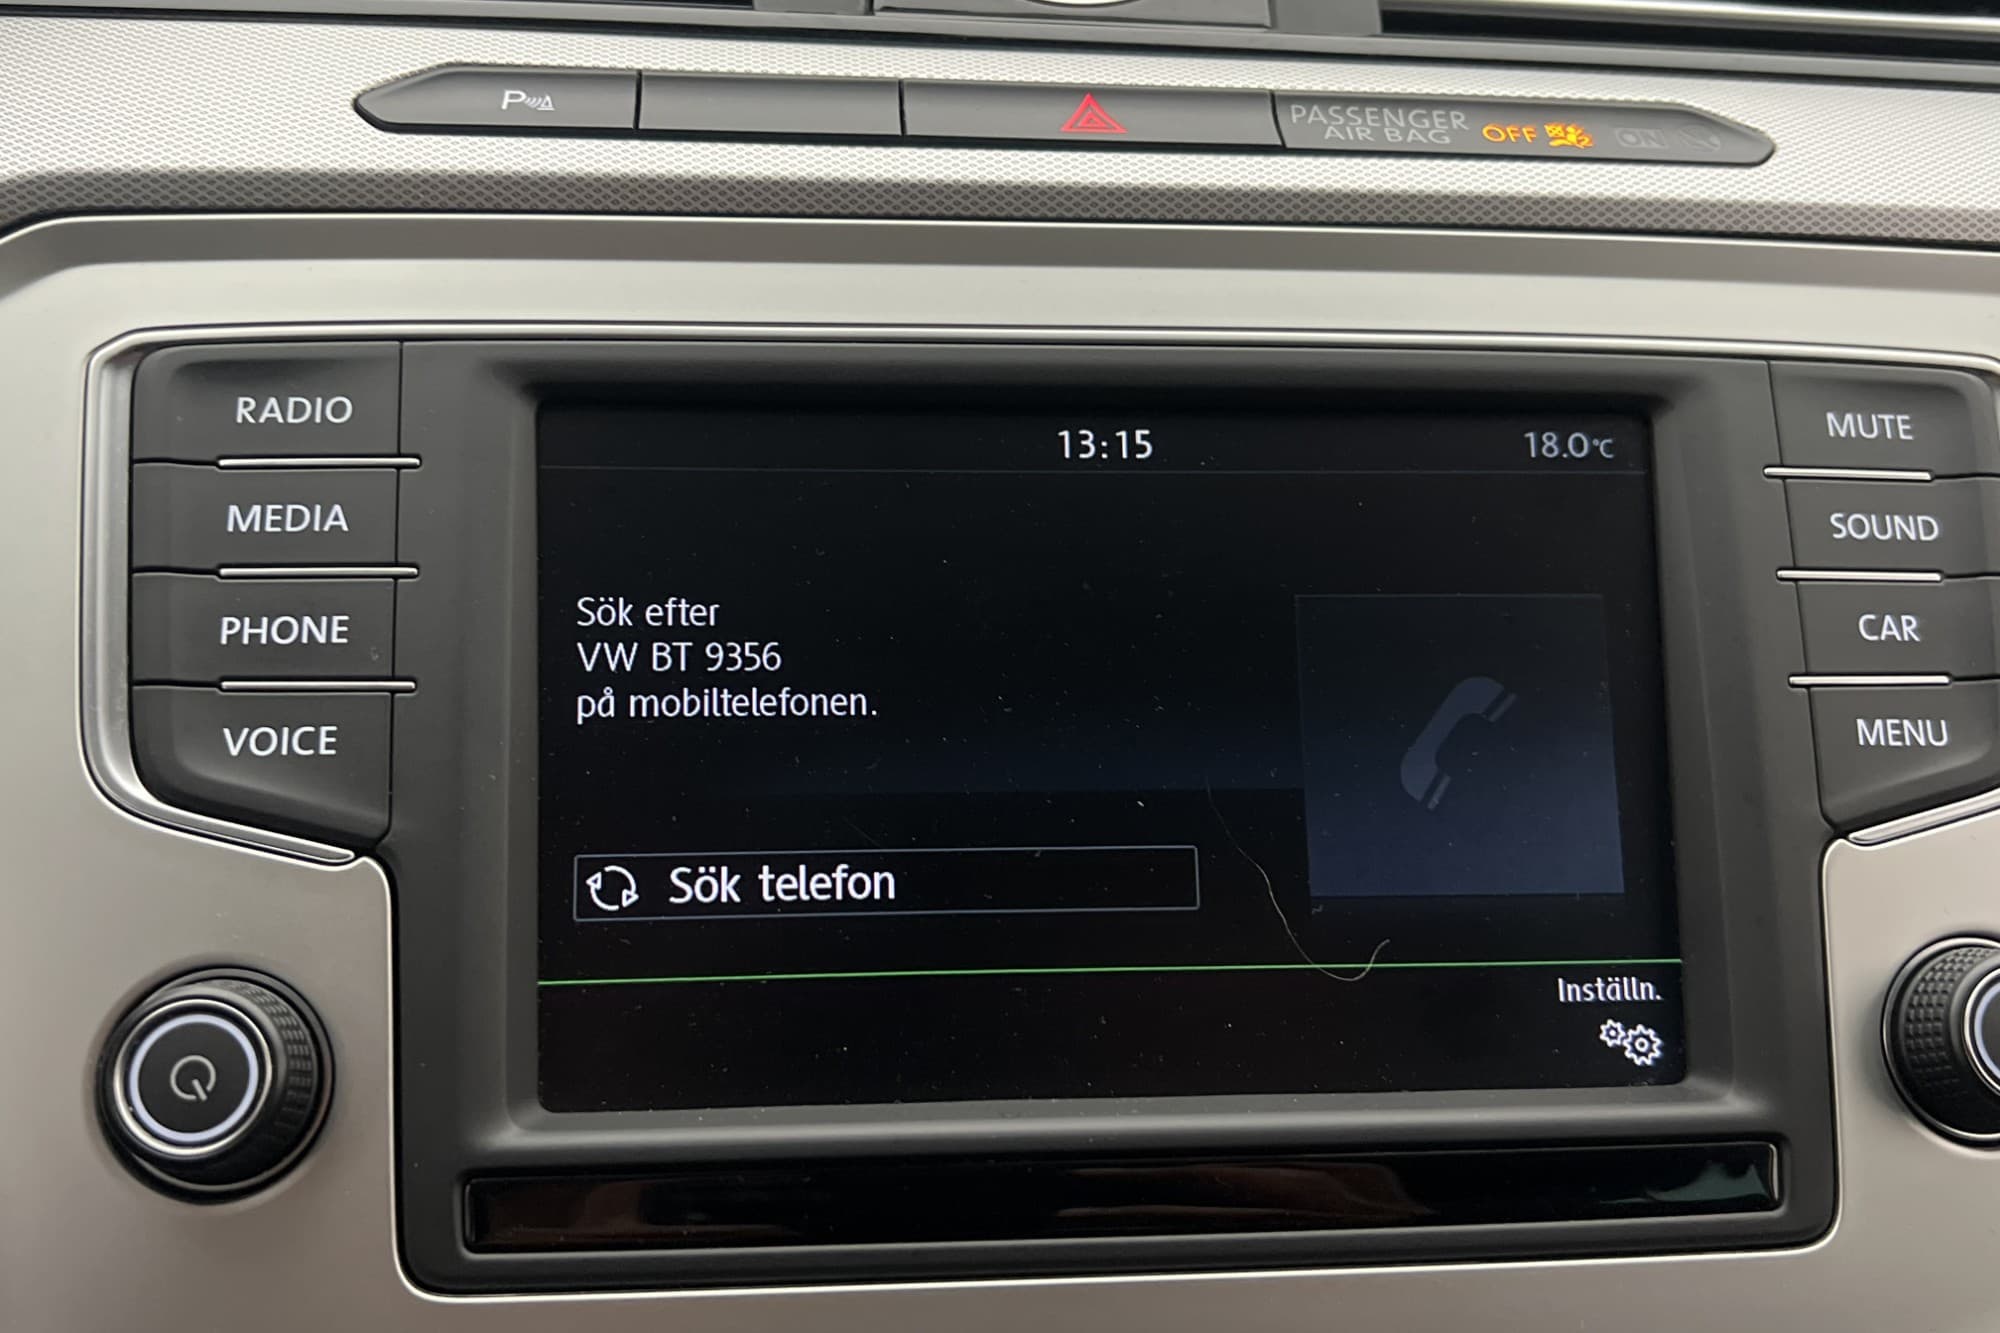 P
PASSENGER
AIR BAG
OFF
2
ON
RADIO
MEDIA
PHONE
VOICE
13:15
18.0°C
Sök efter
VW BT 9356
på mobiltelefonen.
Sök telefon
Inställn.
MUTE
SOUND
CAR
MENU